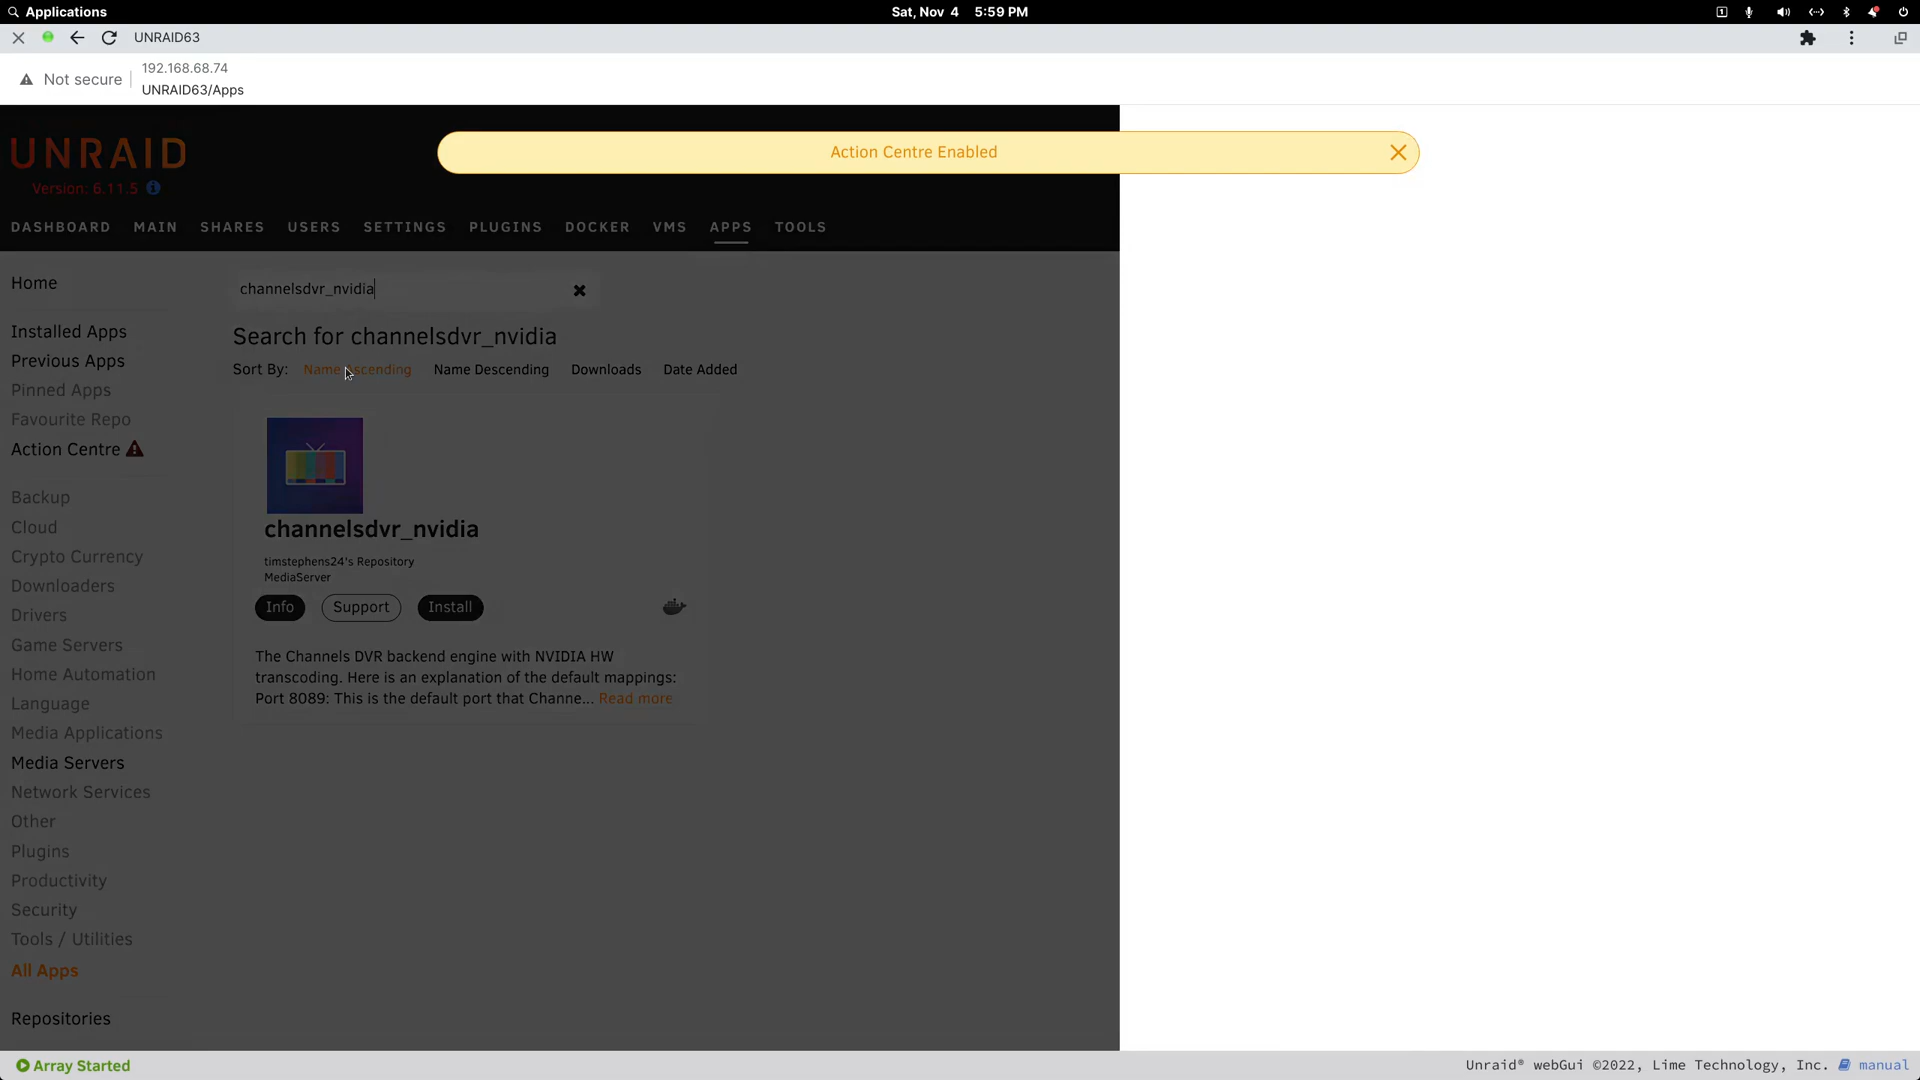 Applications
Sat, Nov 4 5:59 PM
1
UNRAID63
Not secure
192.168.68.74
UNRAID63/Apps
UNRAID
Version: 6.11.5
Action Centre Enabled
DASHBOARD MAIN SHARES USERS SETTINGS PLUGINS DOCKER VMS APPS TOOLS
Home
Installed Apps
Previous Apps
Pinned Apps
Favourite Repo
Action Centre
Backup
Cloud
Crypto Currency
Downloaders
Drivers
Game Servers
Home Automation
Language
Media Applications
Media Servers
Network Services
Other
Plugins
Productivity
Security
Tools / Utilities
All Apps
Repositories
channelsdvr_nvidia
Search for channelsdvr_nvidia
Sort By: Name Ascending Name Descending Downloads Date Added
channelsdvr_nvidia
timstephens24's Repository
MediaServer
Info Support Install
The Channels DVR backend engine with NVIDIA HW
transcoding. Here is an explanation of the default mappings:
Port 8089: This is the default port that Channe... Read more
Array Started
Unraid® webGui ©2022, Lime Technology, Inc. manual